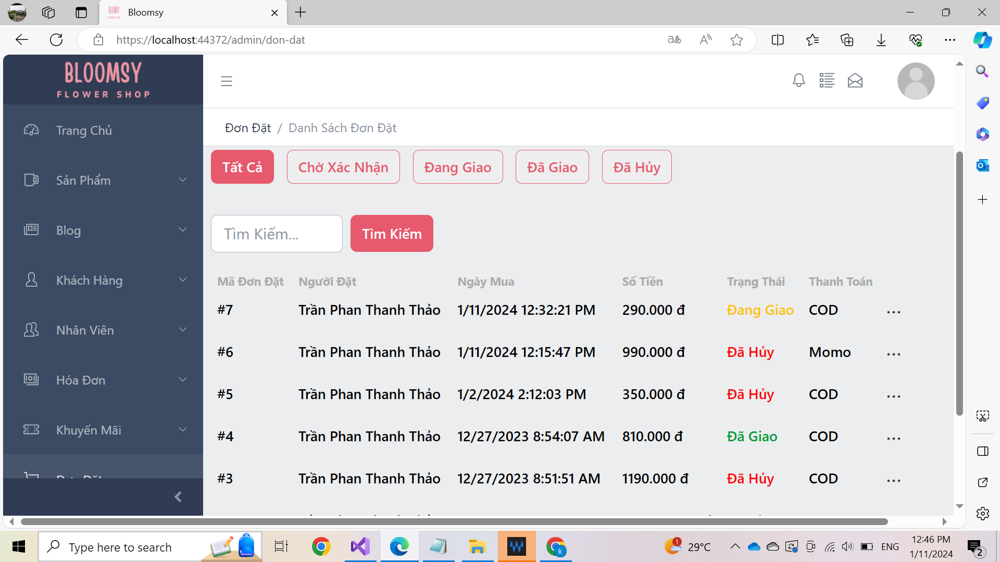 Bloomsy
https://localhost:44372/admin/don-dat
BLOOMSY
FLOWER SHOP
Trang Chủ
Sản Phẩm
Blog
Khách Hàng
Nhân Viên
Hóa Đơn
Khuyến Mãi
Đơn Đặt / Danh Sách Đơn Đặt
Tất Cả Chờ Xác Nhận Đang Giao Đã Giao Đã Hủy
Tìm Kiếm... Tìm Kiếm
Mã Đơn Đặt Người Đặt Ngày Mua Số Tiền Trạng Thái Thanh Toán
#7 Trần Phan Thanh Thảo 1/11/2024 12:32:21 PM 290.000 đ Đang Giao COD ...
#6 Trần Phan Thanh Thảo 1/11/2024 12:15:47 PM 990.000 đ Đã Hủy Momo ...
#5 Trần Phan Thanh Thảo 1/2/2024 2:12:03 PM 350.000 đ Đã Hủy COD ...
#4 Trần Phan Thanh Thảo 12/27/2023 8:54:07 AM 810.000 đ Đã Giao COD ...
#3 Trần Phan Thanh Thảo 12/27/2023 8:51:51 AM 1190.000 đ Đã Hủy COD ...
Type here to search
1
29°C
ENG
12:46 PM
1/11/2024
2